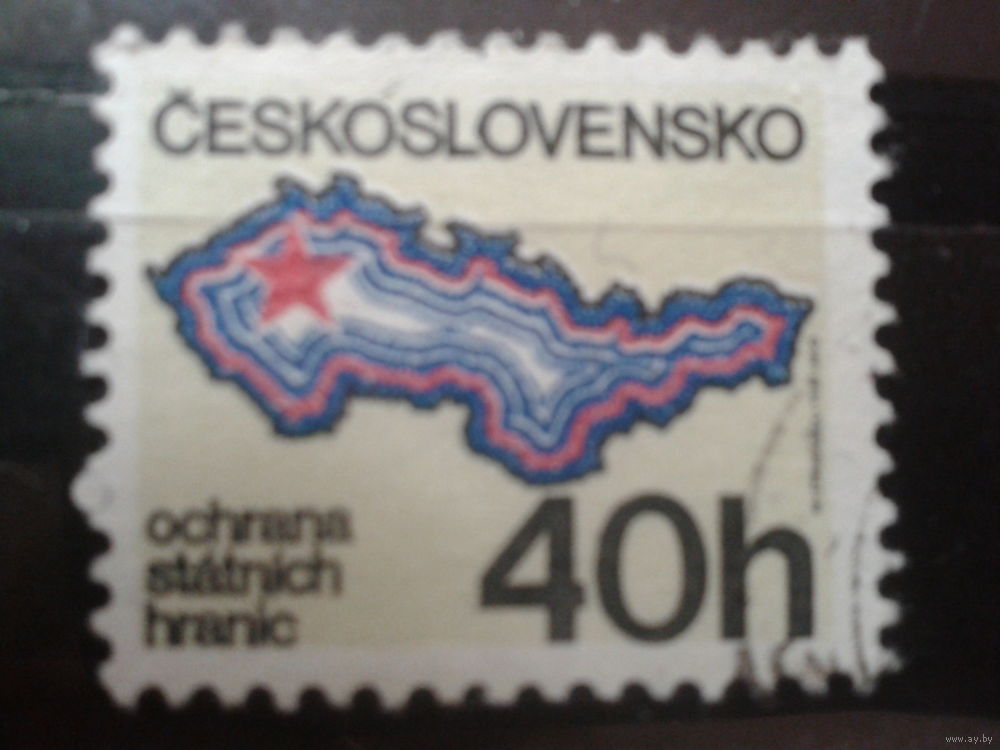 ČESKOSLOVENSKO
ochrana
státních
hranic
40h
www.ay.by